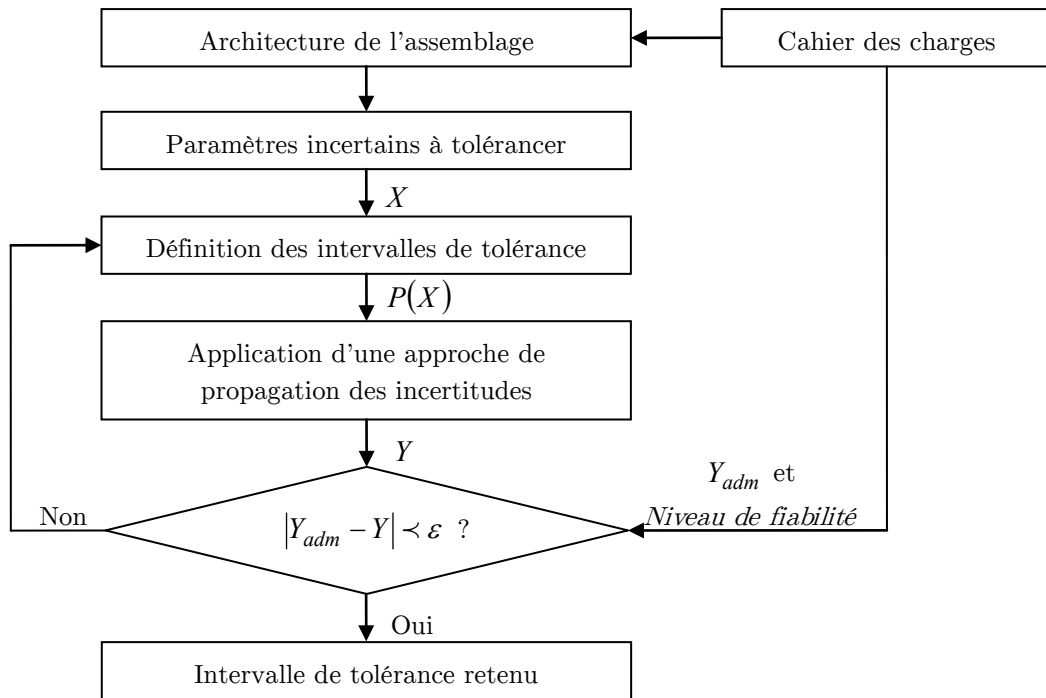 Architecture de l'assemblage
Cahier des charges
Paramètres incertains à tolérancer
X
Définition des intervalles de tolérance
P(X)
Application d'une approche de
propagation des incertitudes
Y
Y_adm et
Niveau de fiabilité
Non
|Y_adm − Y| ≺ ε ?
Oui
Intervalle de tolérance retenu